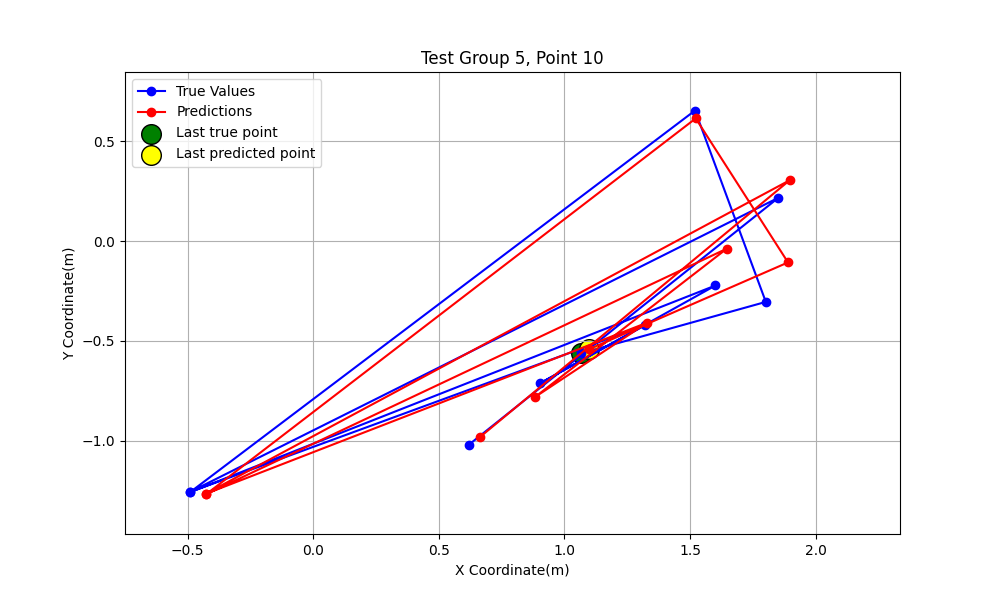 Test Group 5, Point 10
True Values
Predictions
Last true point
Last predicted point
Y Coordinate(m)
0.5
0.0
−0.5
−1.0
−0.5
0.0
0.5
1.0
1.5
2.0
X Coordinate(m)